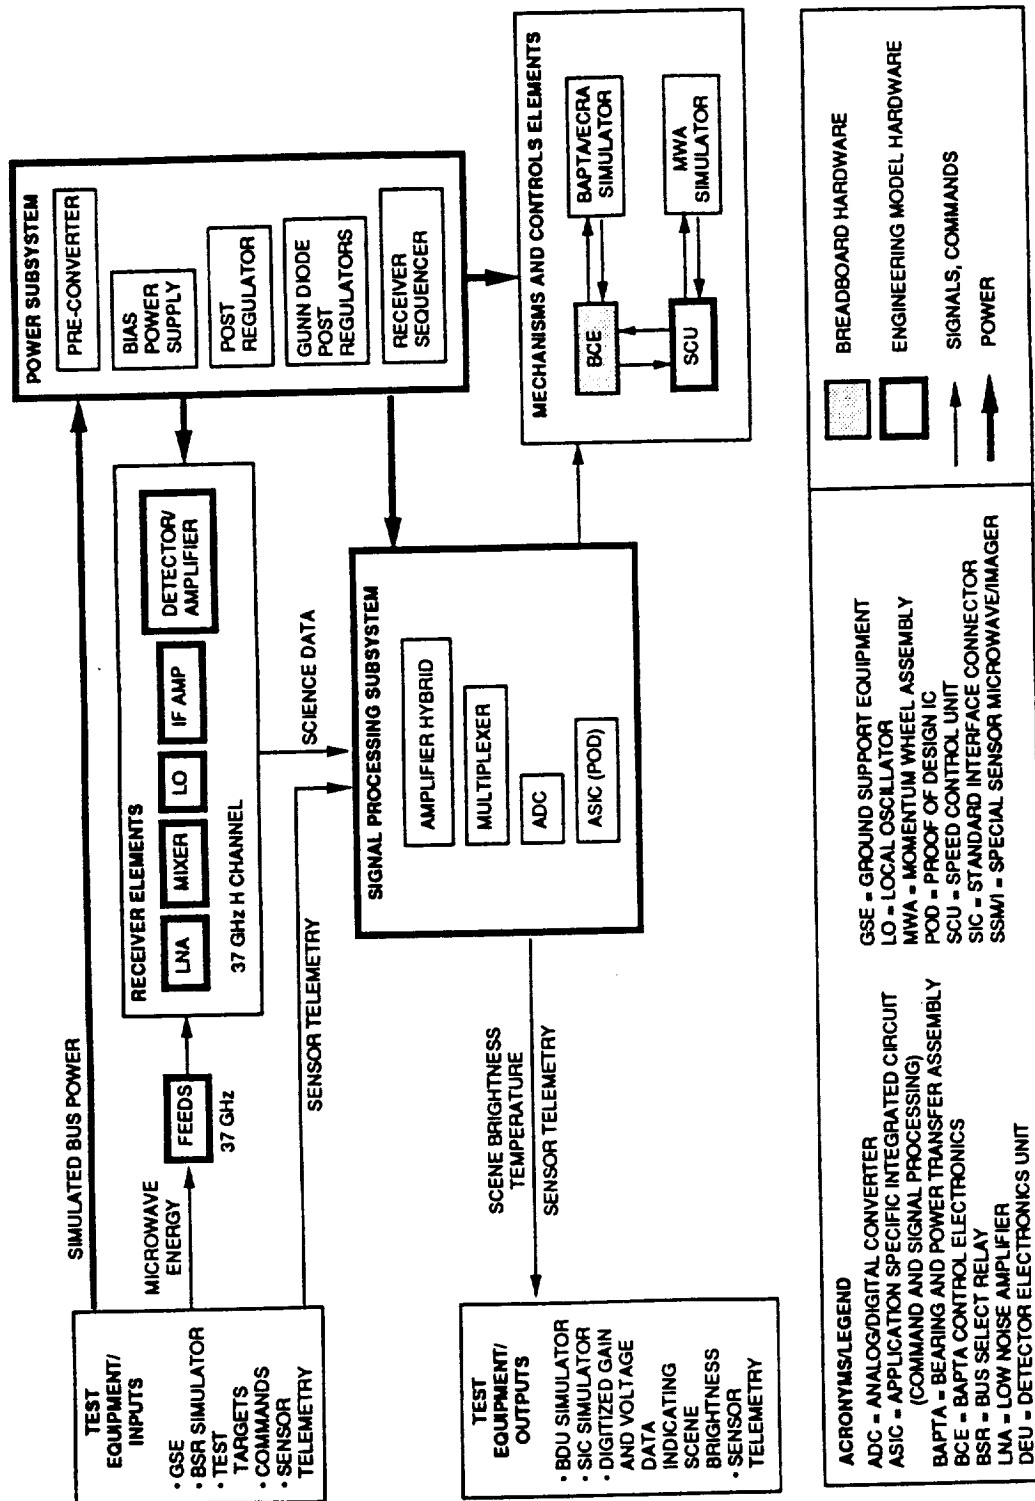 TEST
EQUIPMENT/
INPUTS
• GSE
• BSR SIMULATOR
• TEST
TARGETS
• COMMANDS
• SENSOR
TELEMETRY
SIMULATED BUS POWER
MICROWAVE
ENERGY
FEEDS
37 GHz
SENSOR TELEMETRY
RECEIVER ELEMENTS
LNA
MIXER
LO
IF AMP
DETECTOR/
AMPLIFIER
37 GHz H CHANNEL
SCIENCE DATA
POWER SUBSYSTEM
PRE-CONVERTER
BIAS
POWER
SUPPLY
POST
REGULATOR
GUNN DIODE
POST
REGULATORS
RECEIVER
SEQUENCER
SIGNAL PROCESSING SUBSYSTEM
AMPLIFIER HYBRID
MULTIPLEXER
ADC
ASIC (POD)
MECHANISMS AND CONTROLS ELEMENTS
BCE
BAPTA/ECRA
SIMULATOR
SCU
MWA
SIMULATOR
SCENE BRIGHTNESS
TEMPERATURE
SENSOR TELEMETRY
TEST
EQUIPMENT/
OUTPUTS
• BDU SIMULATOR
• SIC SIMULATOR
• DIGITIZED GAIN
AND VOLTAGE
DATA
INDICATING
SCENE
BRIGHTNESS
• SENSOR
TELEMETRY
ACRONYMS/LEGEND
ADC = ANALOG/DIGITAL CONVERTER
ASIC = APPLICATION SPECIFIC INTEGRATED CIRCUIT
(COMMAND AND SIGNAL PROCESSING)
BAPTA = BEARING AND POWER TRANSFER ASSEMBLY
BCE = BAPTA CONTROL ELECTRONICS
BSR = BUS SELECT RELAY
LNA = LOW NOISE AMPLIFIER
DEU = DETECTOR ELECTRONICS UNIT
GSE = GROUND SUPPORT EQUIPMENT
LO = LOCAL OSCILLATOR
MWA = MOMENTUM WHEEL ASSEMBLY
POD = PROOF OF DESIGN IC
SCU = SPEED CONTROL UNIT
SIC = STANDARD INTERFACE CONNECTOR
SSM/I = SPECIAL SENSOR MICROWAVE/IMAGER
BREADBOARD HARDWARE
ENGINEERING MODEL HARDWARE
SIGNALS, COMMANDS
POWER